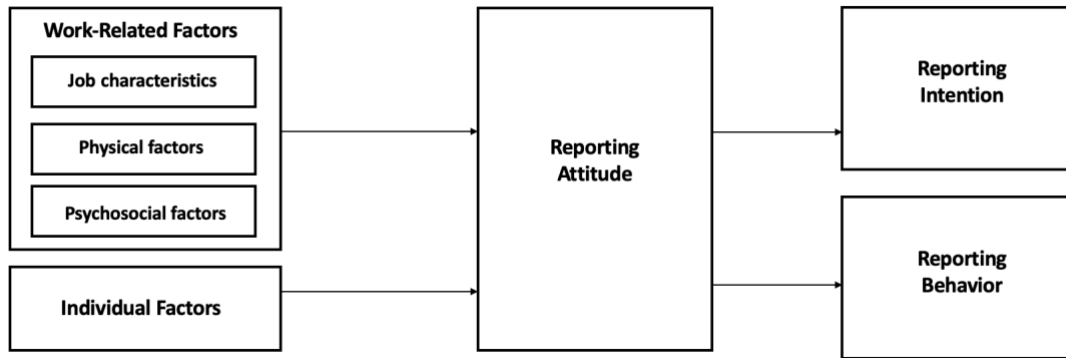 Work-Related Factors
Job characteristics
Physical factors
Psychosocial factors
Individual Factors
Reporting
Attitude
Reporting
Intention
Reporting
Behavior